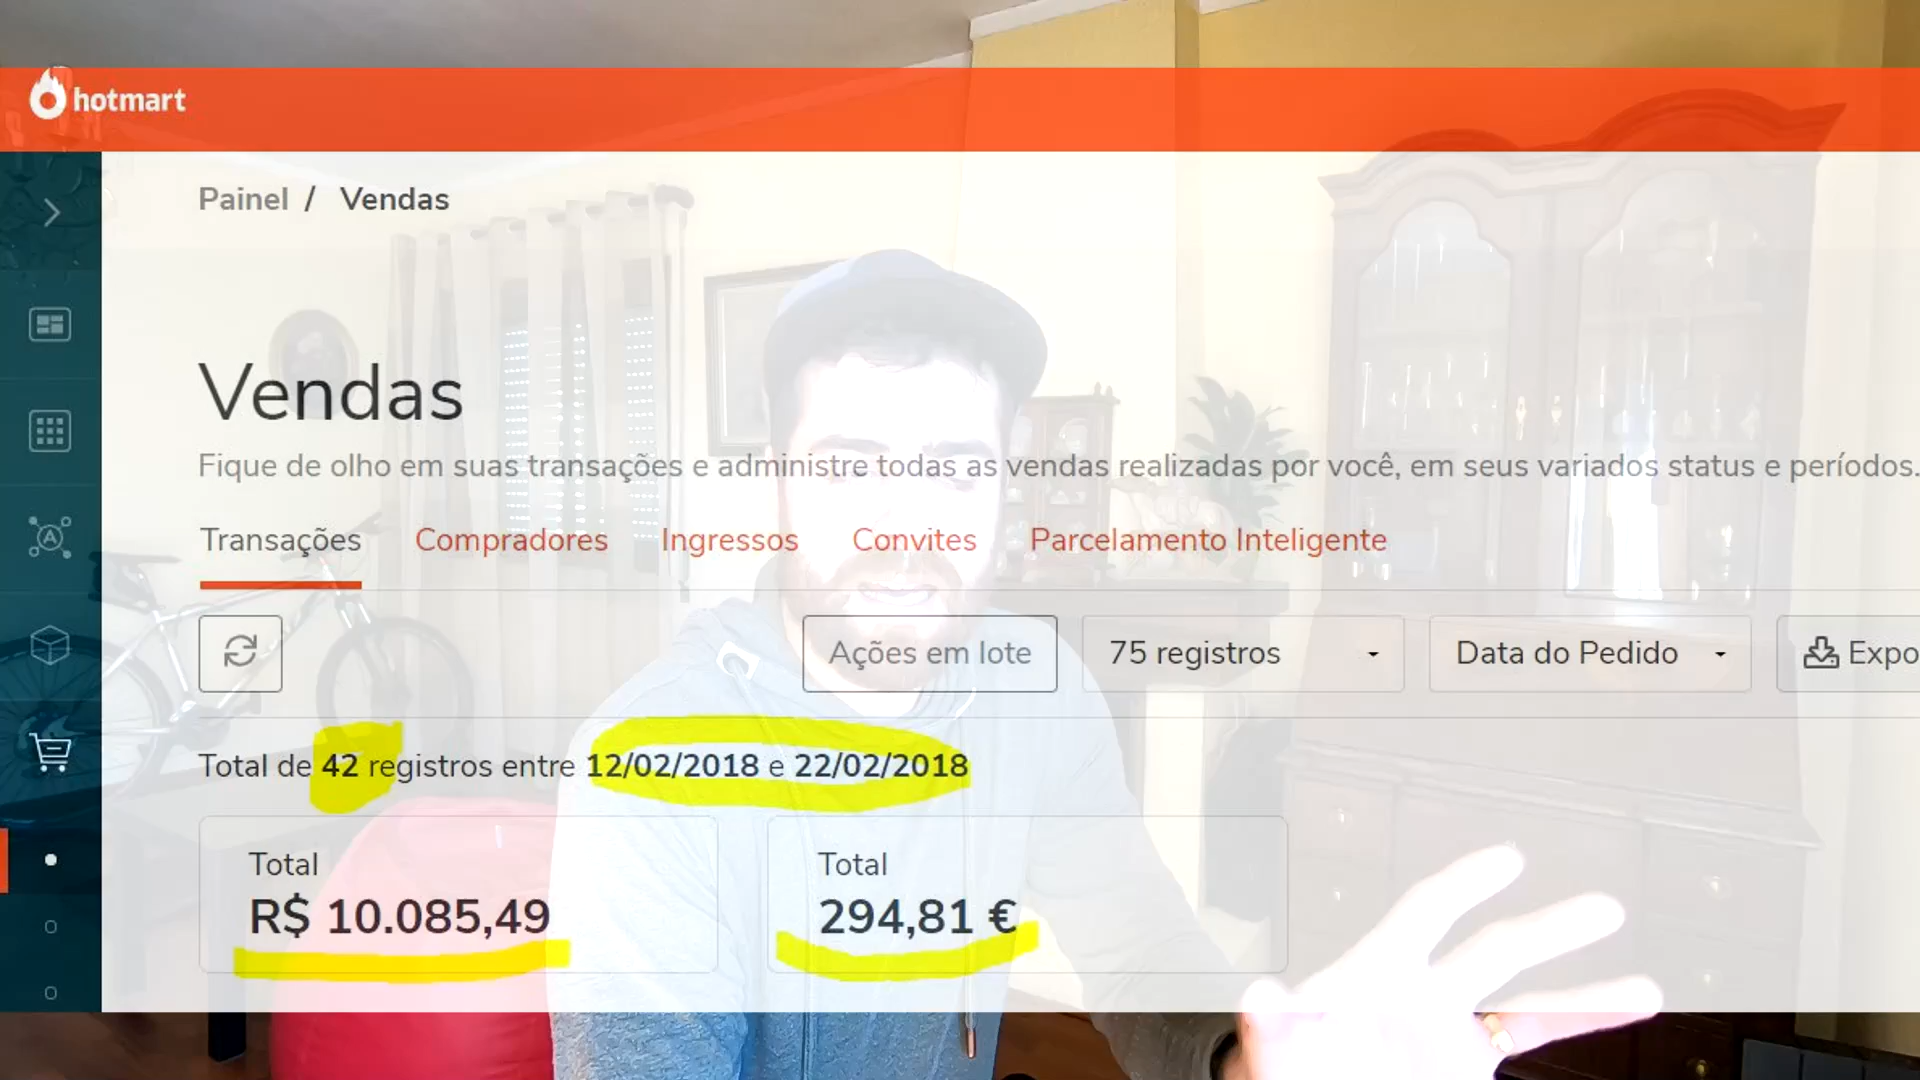 hotmart
Painel / Vendas
Vendas
Fique de olho em suas transações e administre todas as vendas realizadas por você, em seus variados status e períodos.
Transações Compradores Ingressos Convites Parcelamento Inteligente
Ações em lote 75 registros Data do Pedido Expo
Total de 42 registros entre 12/02/2018 e 22/02/2018
Total Total
R$ 10.085,49 294,81 €